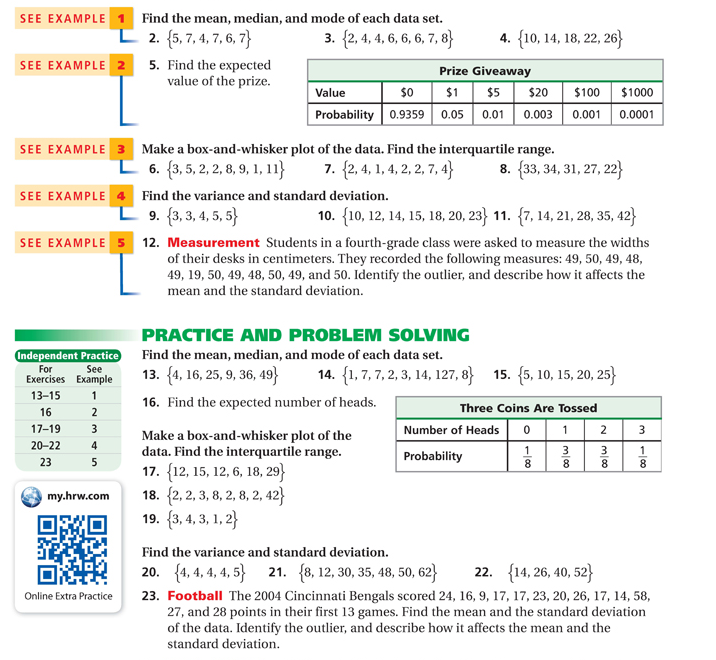 SEE EXAMPLE 1
Find the mean, median, and mode of each data set.
2. {5, 7, 4, 7, 6, 7} 3. {2, 4, 4, 6, 6, 6, 7, 8} 4. {10, 14, 18, 22, 26}
SEE EXAMPLE 2
5. Find the expected
value of the prize.
Prize Giveaway
Value $0 $1 $5 $20 $100 $1000
Probability 0.9359 0.05 0.01 0.003 0.001 0.0001
SEE EXAMPLE 3
Make a box-and-whisker plot of the data. Find the interquartile range.
6. {3, 5, 2, 2, 8, 9, 1, 11} 7. {2, 4, 1, 4, 2, 2, 7, 4} 8. {33, 34, 31, 27, 22}
SEE EXAMPLE 4
Find the variance and standard deviation.
9. {3, 3, 4, 5, 5} 10. {10, 12, 14, 15, 18, 20, 23} 11. {7, 14, 21, 28, 35, 42}
SEE EXAMPLE 5
12. Measurement Students in a fourth-grade class were asked to measure the widths
of their desks in centimeters. They recorded the following measures: 49, 50, 49, 48,
49, 19, 50, 49, 48, 50, 49, and 50. Identify the outlier, and describe how it affects the
mean and the standard deviation.
PRACTICE AND PROBLEM SOLVING
Independent Practice
For Exercises See Example
13–15 1
16 2
17–19 3
20–22 4
23 5
my.hrw.com
Online Extra Practice
Find the mean, median, and mode of each data set.
13. {4, 16, 25, 9, 36, 49} 14. {1, 7, 7, 2, 3, 14, 127, 8} 15. {5, 10, 15, 20, 25}
16. Find the expected number of heads.
Three Coins Are Tossed
Number of Heads 0 1 2 3
Probability 1/8 3/8 3/8 1/8
Make a box-and-whisker plot of the
data. Find the interquartile range.
17. {12, 15, 12, 6, 18, 29}
18. {2, 2, 3, 8, 2, 8, 2, 42}
19. {3, 4, 3, 1, 2}
Find the variance and standard deviation.
20. {4, 4, 4, 4, 5} 21. {8, 12, 30, 35, 48, 50, 62} 22. {14, 26, 40, 52}
23. Football The 2004 Cincinnati Bengals scored 24, 16, 9, 17, 17, 23, 20, 26, 17, 14, 58,
27, and 28 points in their first 13 games. Find the mean and the standard deviation
of the data. Identify the outlier, and describe how it affects the mean and the
standard deviation.